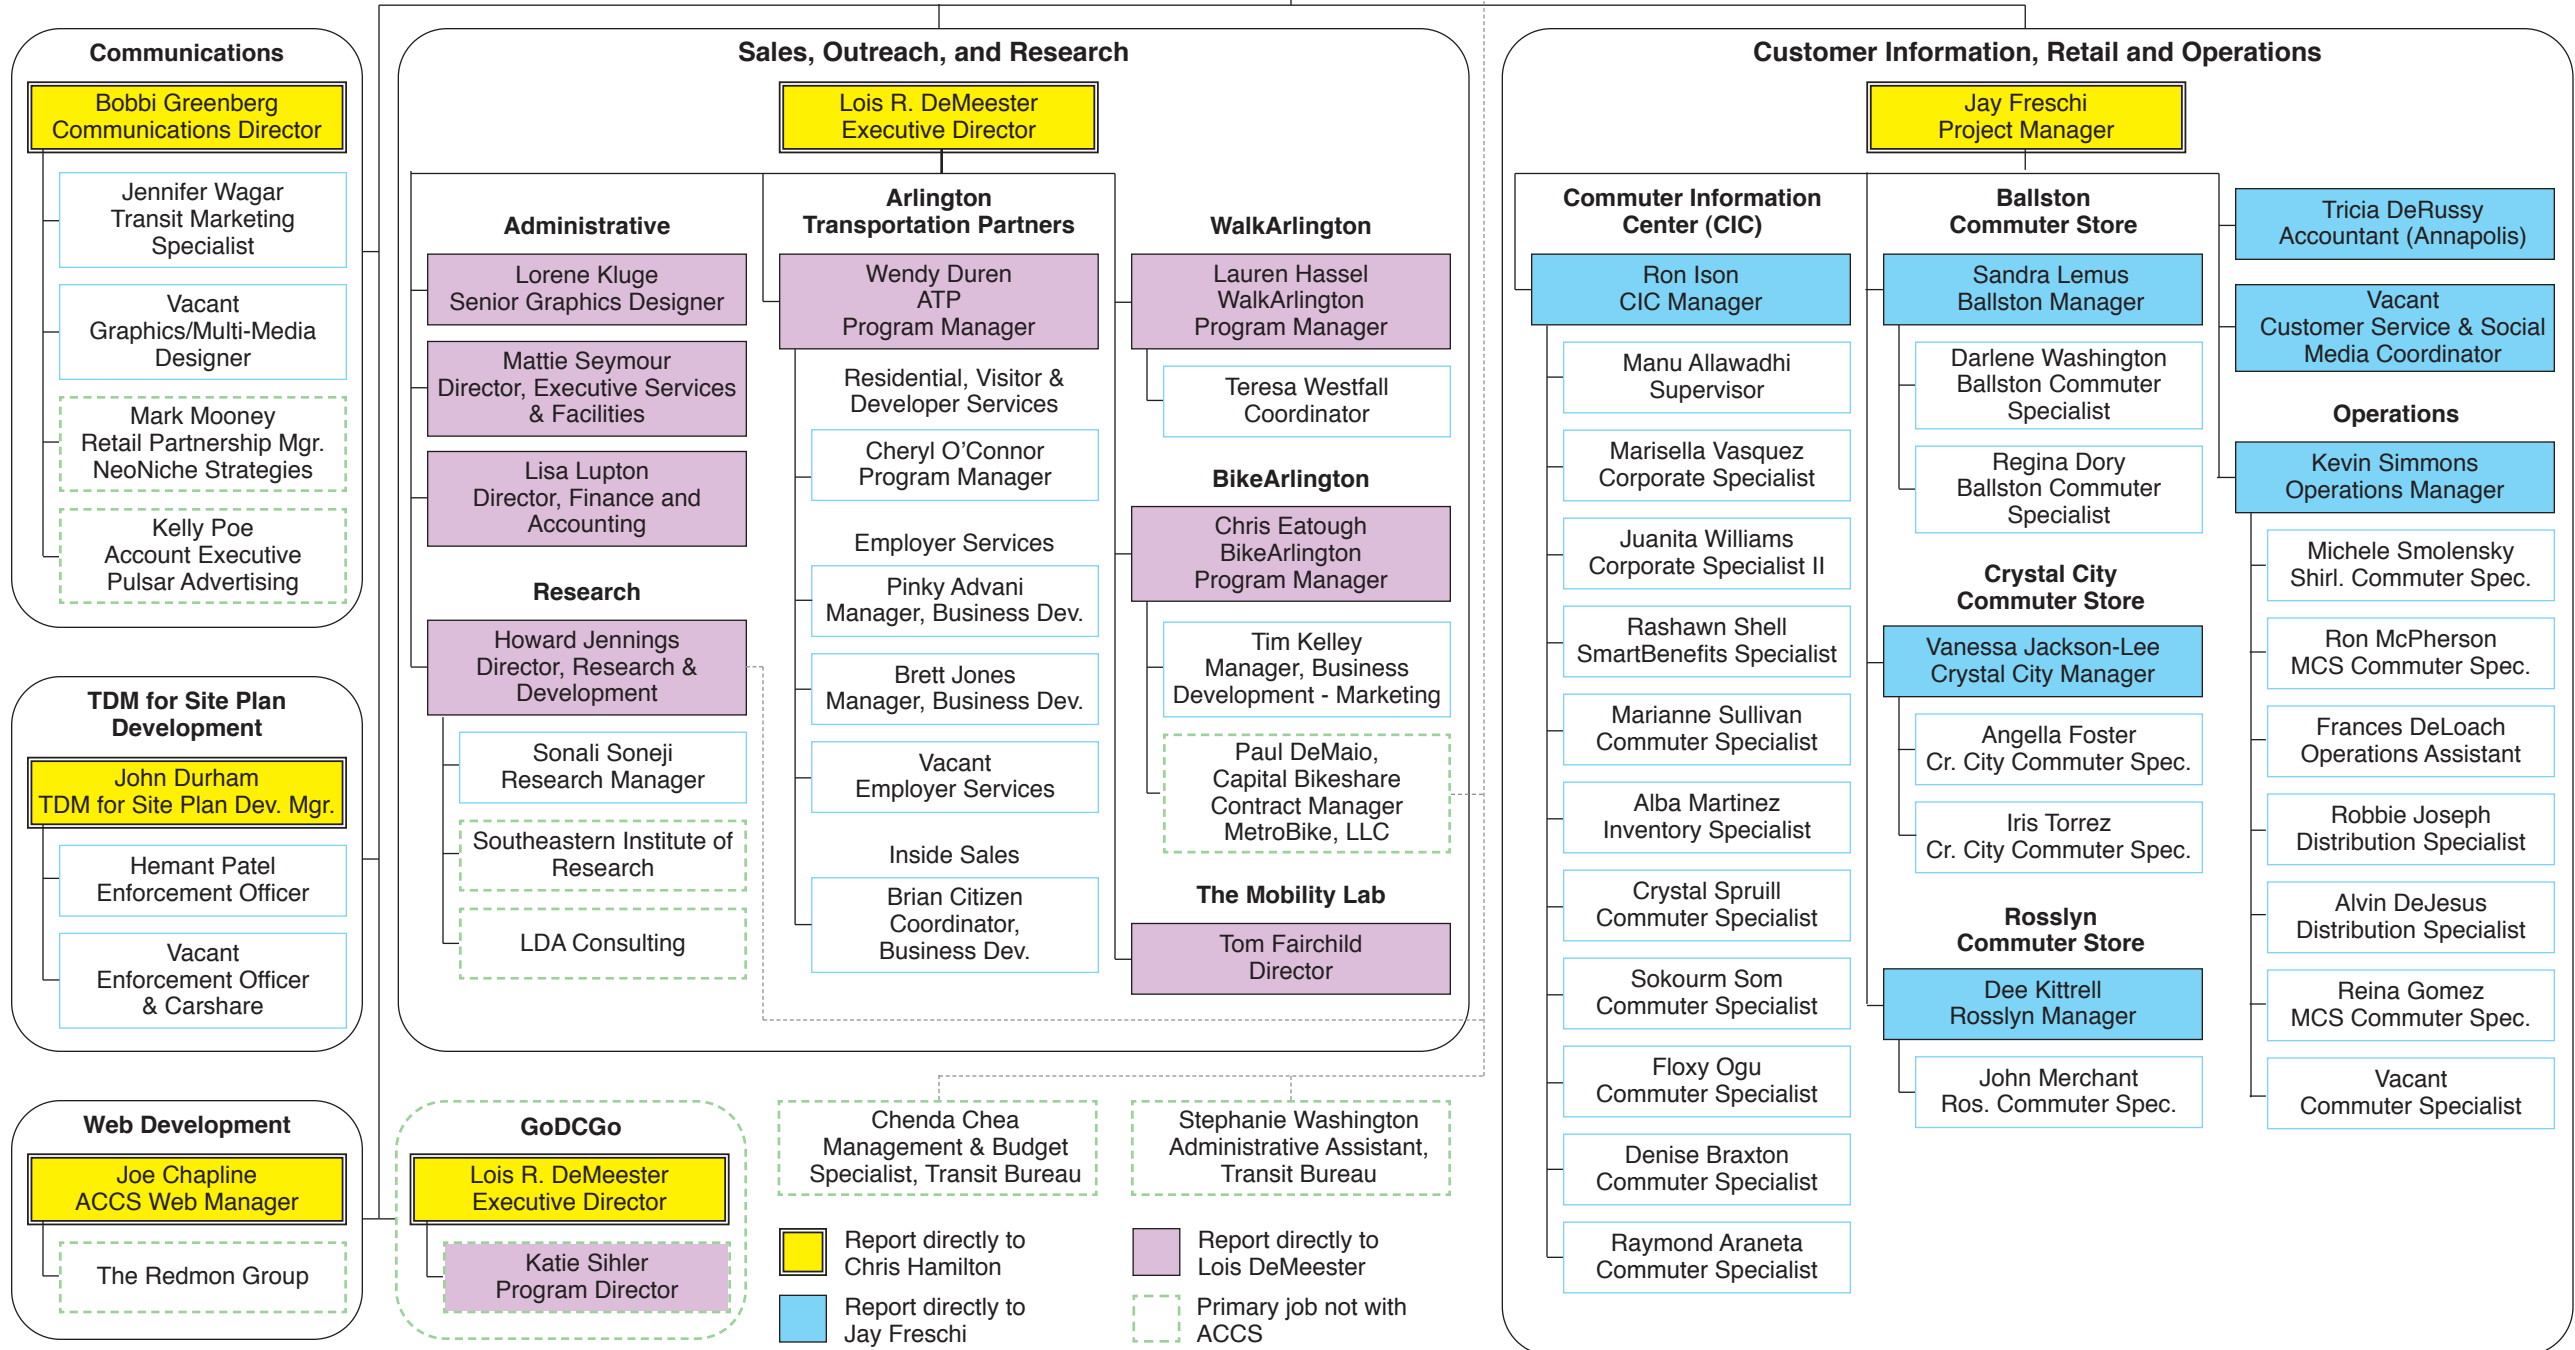 Communications
Bobbi Greenberg
Communications Director
Jennifer Wagar
Transit Marketing
Specialist
Vacant
Graphics/Multi-Media
Designer
Mark Mooney
Retail Partnership Mgr.
NeoNiche Strategies
Kelly Poe
Account Executive
Pulsar Advertising
TDM for Site Plan
Development
John Durham
TDM for Site Plan Dev. Mgr.
Hemant Patel
Enforcement Officer
Vacant
Enforcement Officer
& Carshare
Web Development
Joe Chapline
ACCS Web Manager
The Redmon Group
Sales, Outreach, and Research
Lois R. DeMeester
Executive Director
Administrative
Lorene Kluge
Senior Graphics Designer
Mattie Seymour
Director, Executive Services
& Facilities
Lisa Lupton
Director, Finance and
Accounting
Research
Howard Jennings
Director, Research &
Development
Sonali Soneji
Research Manager
Southeastern Institute of
Research
LDA Consulting
Arlington
Transportation Partners
Wendy Duren
ATP
Program Manager
Residential, Visitor &
Developer Services
Cheryl O’Connor
Program Manager
Employer Services
Pinky Advani
Manager, Business Dev.
Brett Jones
Manager, Business Dev.
Vacant
Employer Services
Inside Sales
Brian Citizen
Coordinator,
Business Dev.
WalkArlington
Lauren Hassel
WalkArlington
Program Manager
Teresa Westfall
Coordinator
BikeArlington
Chris Eatough
BikeArlington
Program Manager
Tim Kelley
Manager, Business
Development - Marketing
Paul DeMaio,
Capital Bikeshare
Contract Manager
MetroBike, LLC
The Mobility Lab
Tom Fairchild
Director
GoDCGo
Lois R. DeMeester
Executive Director
Katie Sihler
Program Director
Chenda Chea
Management & Budget
Specialist, Transit Bureau
Stephanie Washington
Administrative Assistant,
Transit Bureau
Report directly to
Chris Hamilton
Report directly to
Jay Freschi
Report directly to
Lois DeMeester
Primary job not with
ACCS
Customer Information, Retail and Operations
Jay Freschi
Project Manager
Commuter Information
Center (CIC)
Ron Ison
CIC Manager
Manu Allawadhi
Supervisor
Marisella Vasquez
Corporate Specialist
Juanita Williams
Corporate Specialist II
Rashawn Shell
SmartBenefits Specialist
Marianne Sullivan
Commuter Specialist
Alba Martinez
Inventory Specialist
Crystal Spruill
Commuter Specialist
Sokourm Som
Commuter Specialist
Floxy Ogu
Commuter Specialist
Denise Braxton
Commuter Specialist
Raymond Araneta
Commuter Specialist
Ballston
Commuter Store
Sandra Lemus
Ballston Manager
Darlene Washington
Ballston Commuter
Specialist
Regina Dory
Ballston Commuter
Specialist
Crystal City
Commuter Store
Vanessa Jackson-Lee
Crystal City Manager
Angella Foster
Cr. City Commuter Spec.
Iris Torrez
Cr. City Commuter Spec.
Rosslyn
Commuter Store
Dee Kittrell
Rosslyn Manager
John Merchant
Ros. Commuter Spec.
Tricia DeRussy
Accountant (Annapolis)
Vacant
Customer Service & Social
Media Coordinator
Operations
Kevin Simmons
Operations Manager
Michele Smolensky
Shirl. Commuter Spec.
Ron McPherson
MCS Commuter Spec.
Frances DeLoach
Operations Assistant
Robbie Joseph
Distribution Specialist
Alvin DeJesus
Distribution Specialist
Reina Gomez
MCS Commuter Spec.
Vacant
Commuter Specialist